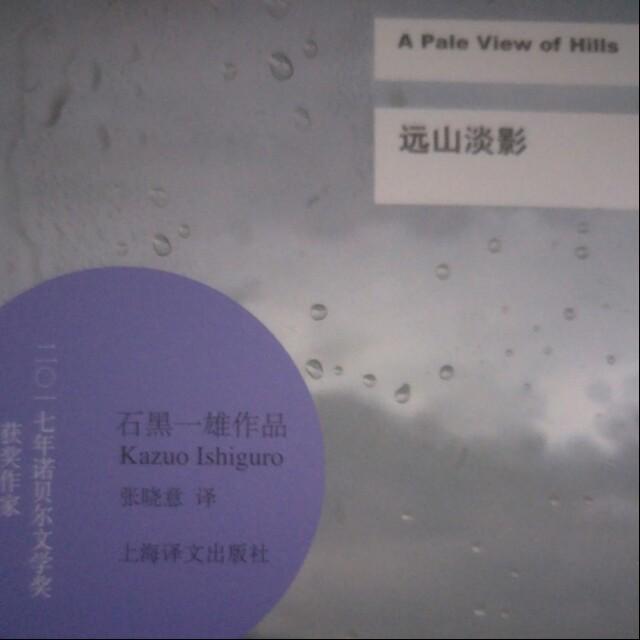 A Pale View of Hills
远山淡影
石黑一雄作品
Kazuo Ishiguro
张晓意 译
上海译文出版社
二〇一七年诺贝尔文学奖
获奖作家